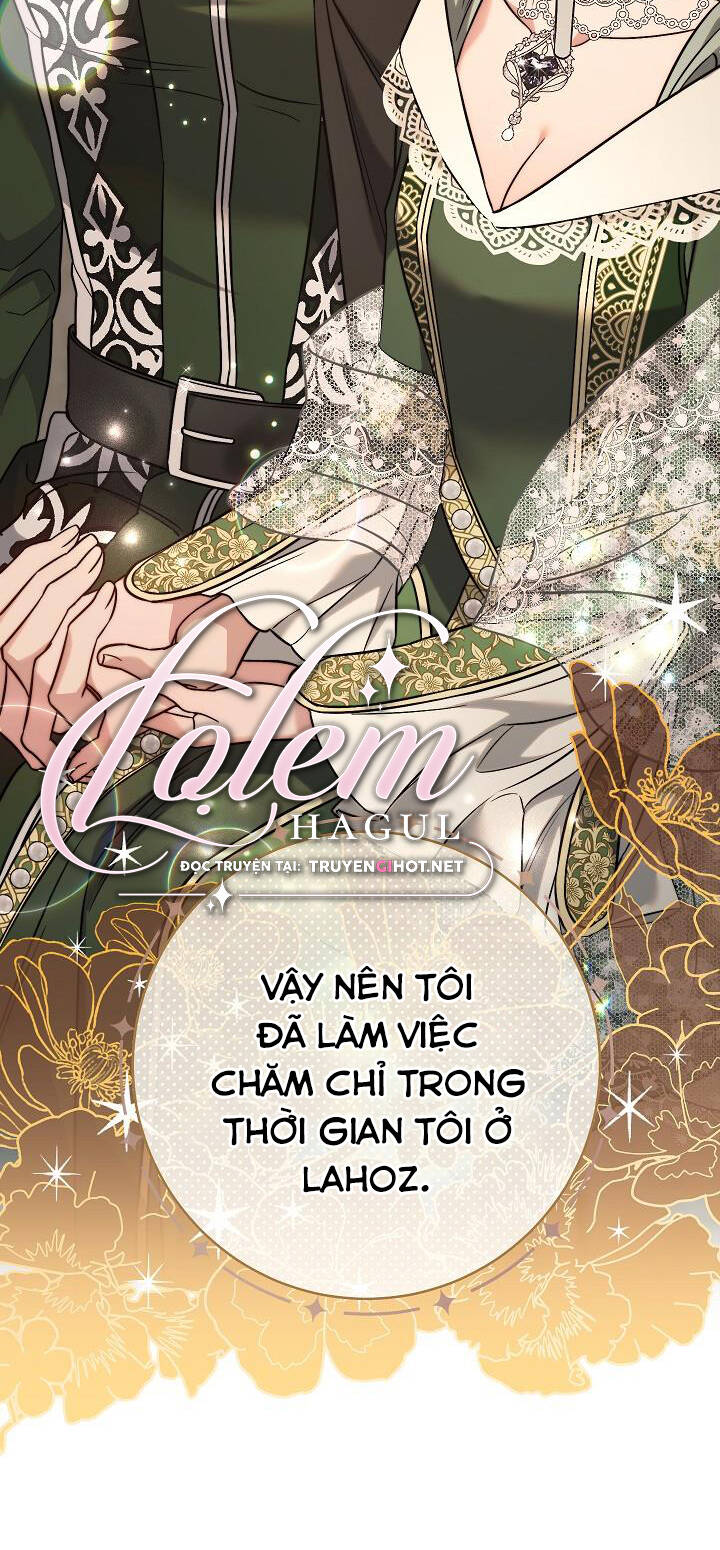 Lọlem
HAGUL
ĐỌC TRUYỆN TẠI: TRUYENGIHOT.NET
VẬY NÊN TÔI
ĐÃ LÀM VIỆC
CHĂM CHỈ TRONG
THỜI GIAN TÔI Ở
LAHOZ.